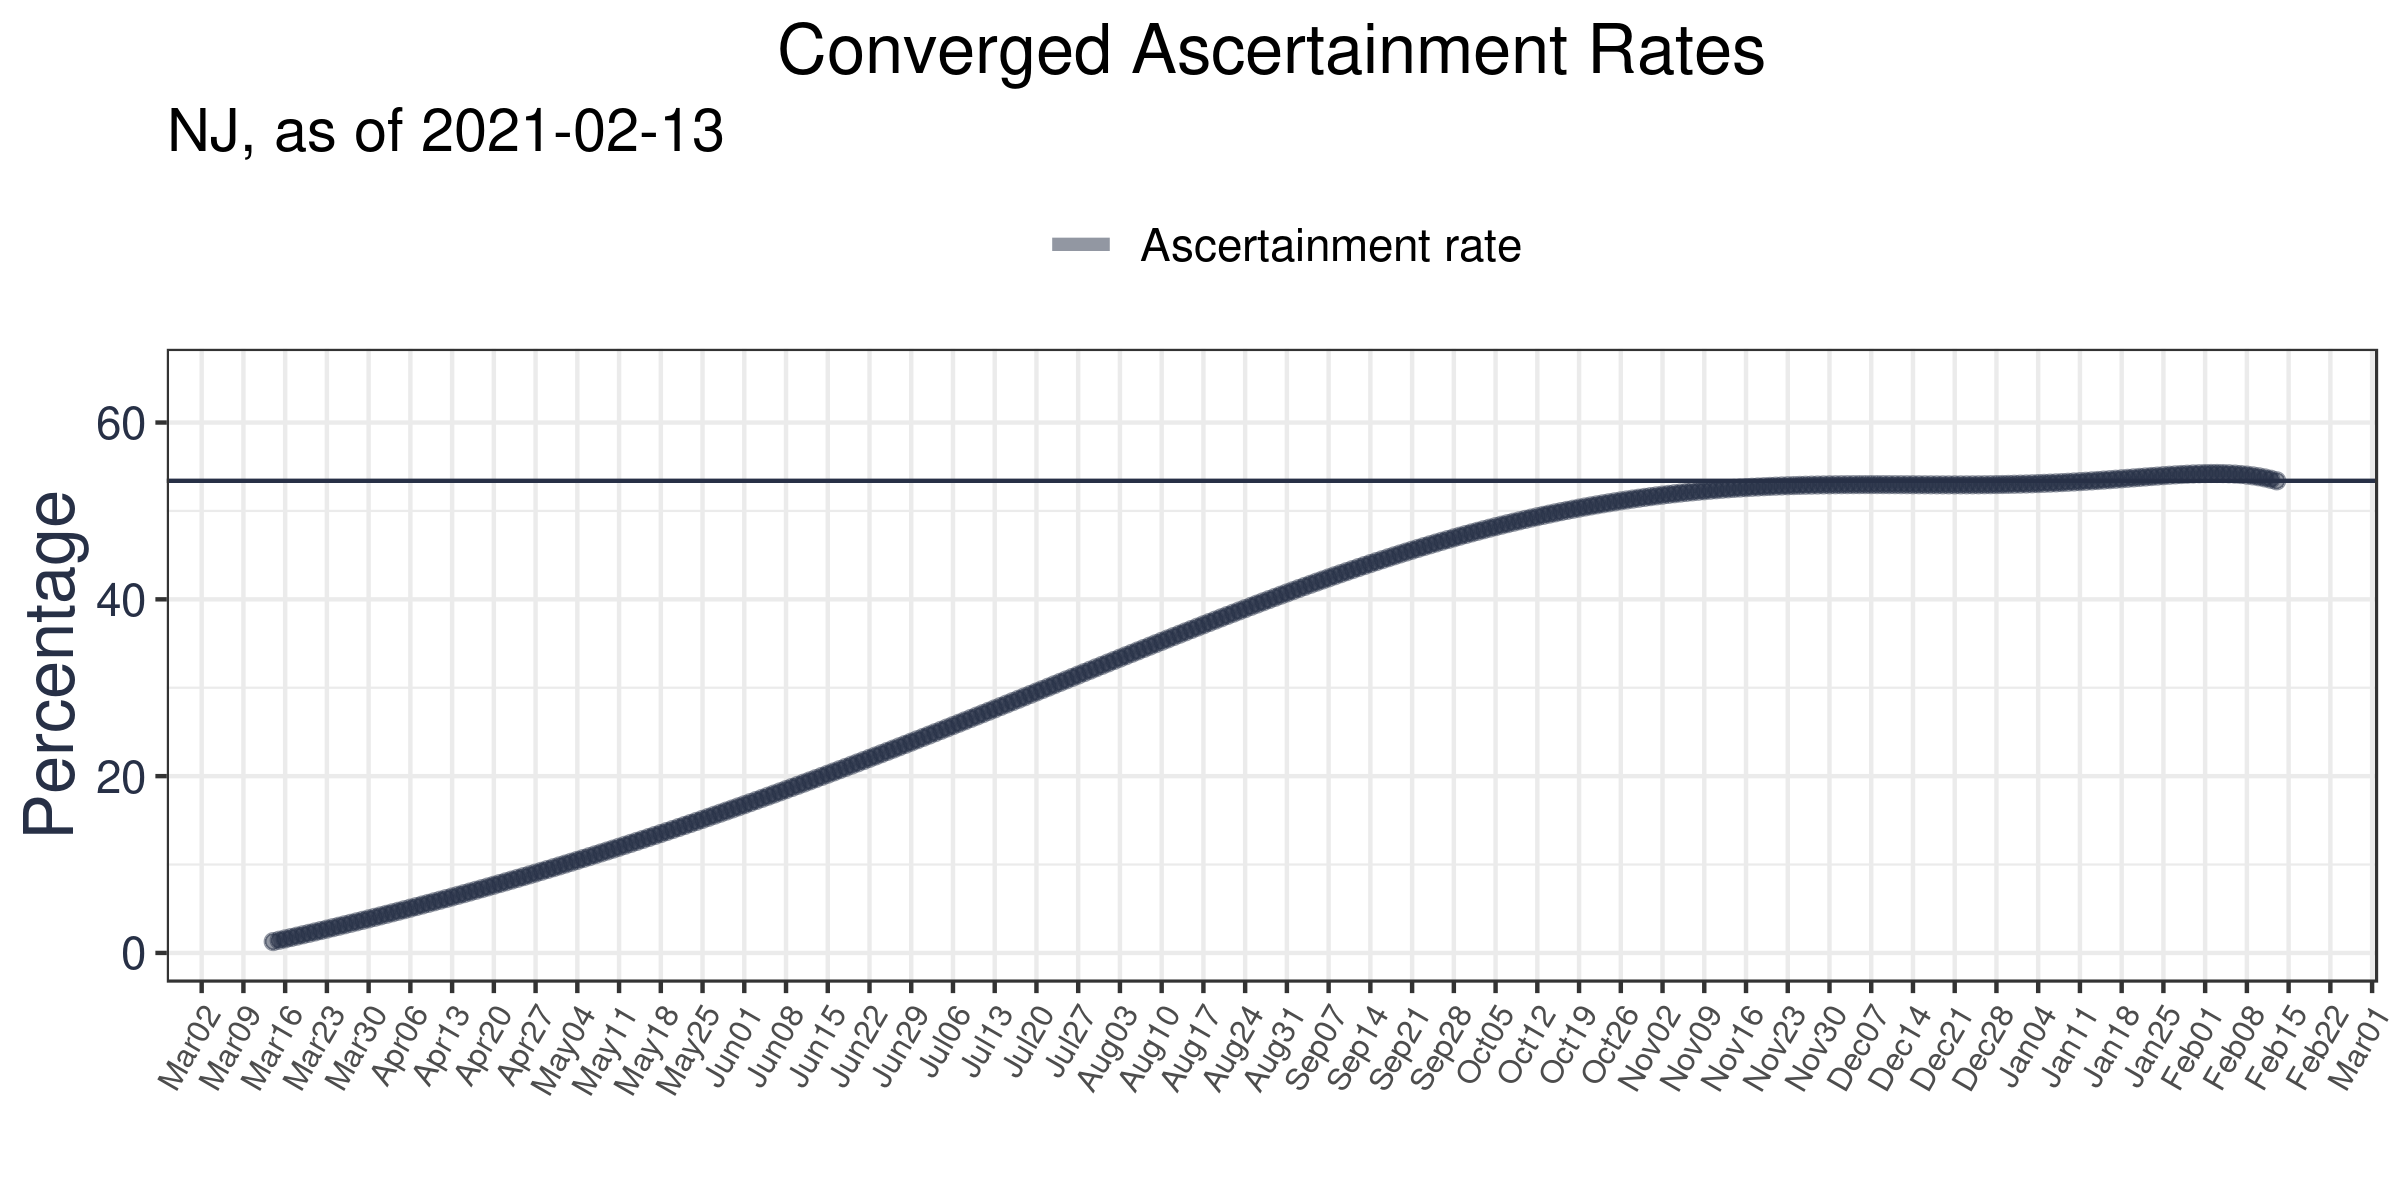 Converged Ascertainment Rates
NJ, as of 2021-02-13
Ascertainment rate
Percentage
60
40
20
0
Mar02 Mar09 Mar16 Mar23 Mar30 Apr06 Apr13 Apr20 Apr27 May04 May11 May18 May25 Jun01 Jun08 Jun15 Jun22 Jun29 Jul06 Jul13 Jul20 Jul27 Aug03 Aug10 Aug17 Aug24 Aug31 Sep07 Sep14 Sep21 Sep28 Oct05 Oct12 Oct19 Oct26 Nov02 Nov09 Nov16 Nov23 Nov30 Dec07 Dec14 Dec21 Dec28 Jan04 Jan11 Jan18 Jan25 Feb01 Feb08 Feb15 Feb22 Mar01